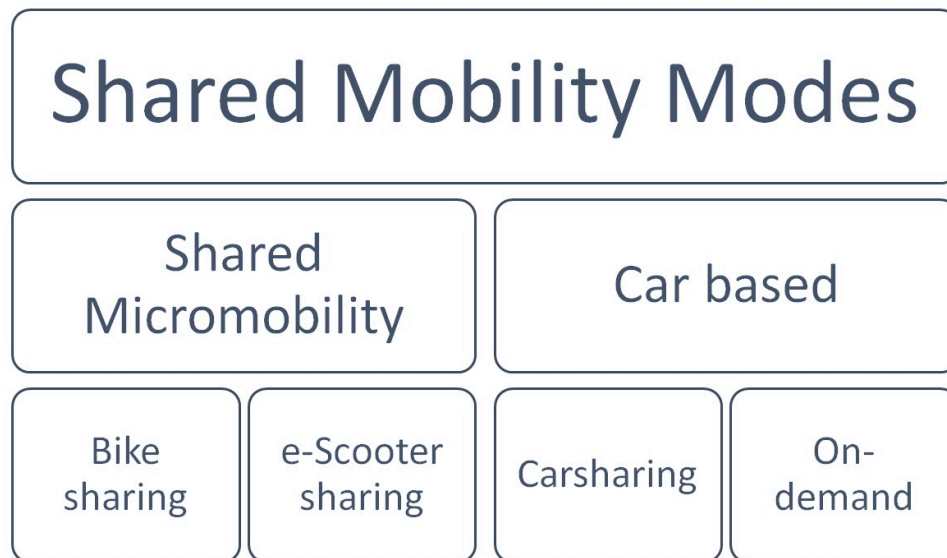 Shared Mobility Modes
Shared
Micromobility
Car based
Bike
sharing
e-Scooter
sharing
Carsharing
On-
demand